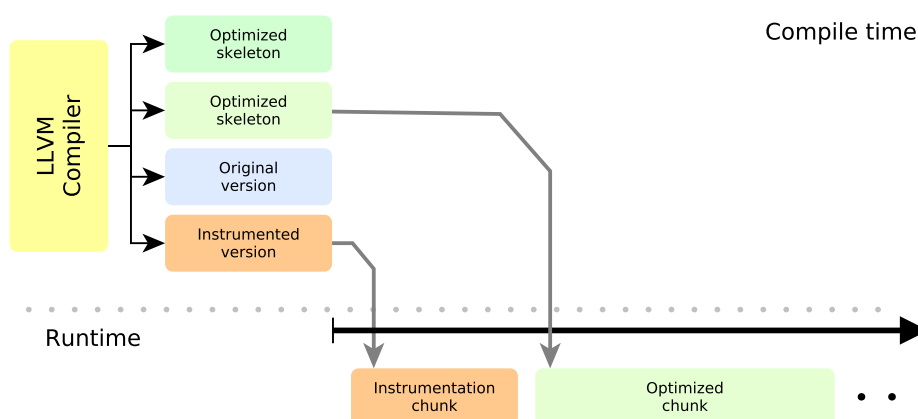 Compile time
LLVM
Compiler
Optimized
skeleton
Optimized
skeleton
Original
version
Instrumented
version
Runtime
Instrumentation
chunk
Optimized
chunk